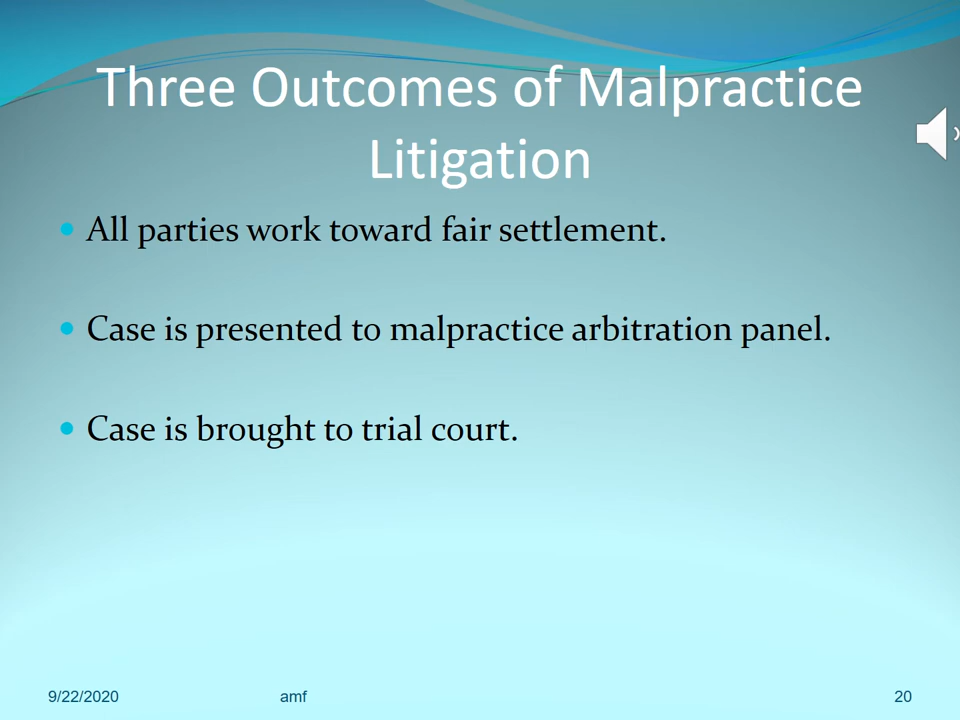 Three Outcomes of Malpractice
Litigation
All parties work toward fair settlement.
Case is presented to malpractice arbitration panel.
Case is brought to trial court.
9/22/2020 amf 20